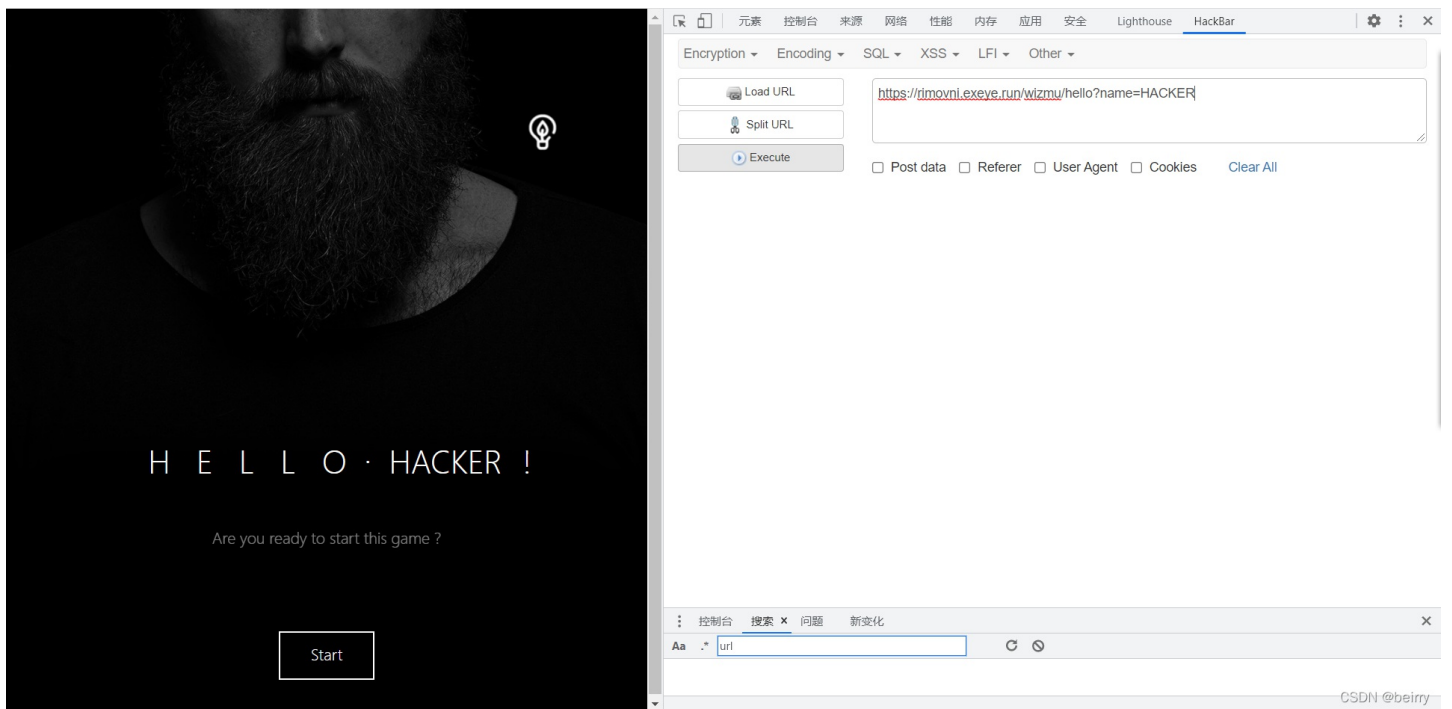 元素 控制台 来源 网络 性能 内存 应用 安全 Lighthouse HackBar
Encryption Encoding SQL XSS LFI Other
Load URL
https://rimovni.exeye.run/wizmu/hello?name=HACKER
Split URL
Execute
Post data Referer User Agent Cookies Clear All
H E L L O · HACKER !
Are you ready to start this game ?
Start
控制台 搜索 × 问题 新变化
Aa .* url
CSDN @beirry